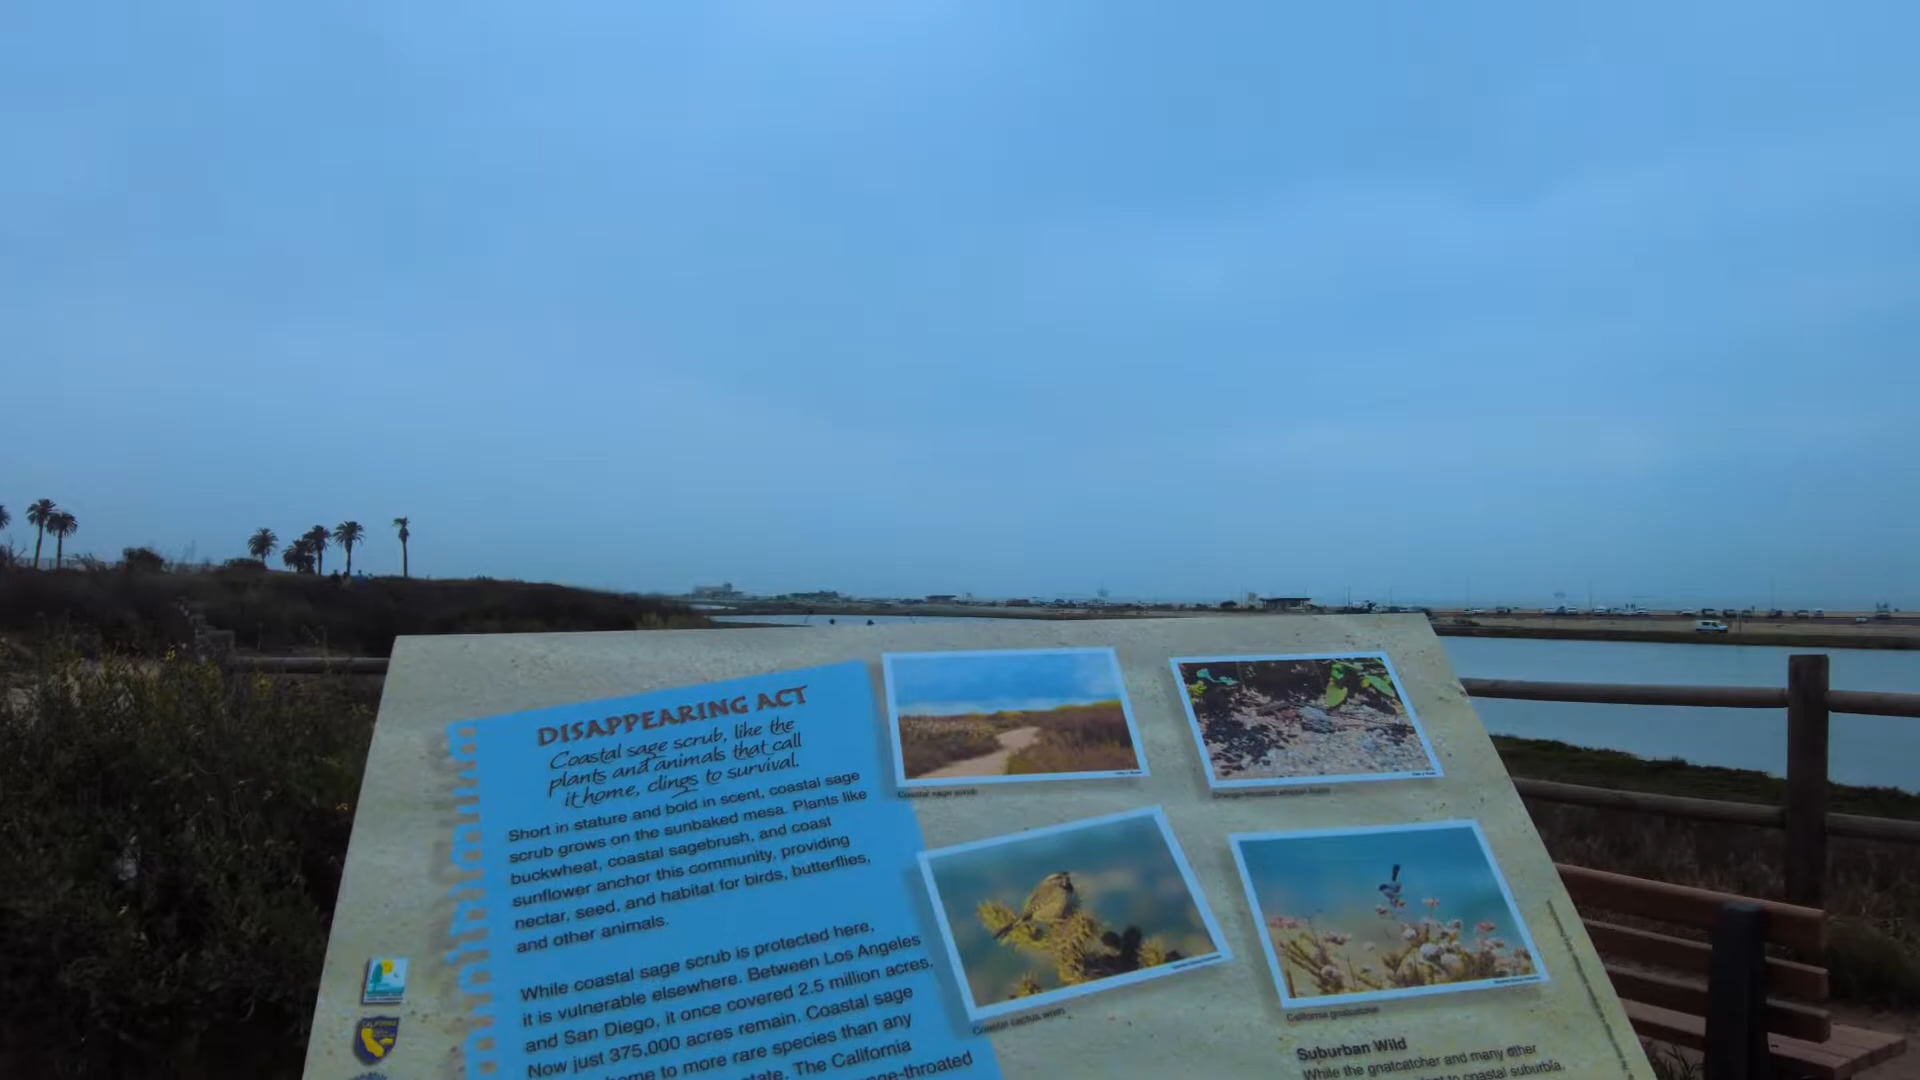 DISAPPEARING ACT
Coastal sage scrub, like the
plants and animals that call
it home, clings to survival.
Short in stature and bold in scent, coastal sage
scrub grows on the sunbaked mesa. Plants like
buckwheat, coastal sagebrush, and coast
sunflower anchor this community, providing
nectar, seed, and habitat for birds, butterflies,
and other animals.
While coastal sage scrub is protected here,
it is vulnerable elsewhere. Between Los Angeles
and San Diego, it once covered 2.5 million acres.
Now just 375,000 acres remain. Coastal sage
home to more rare species than any
state. The California
nge-throated
Coastal sage scrub
Coastal cactus wren
California gnatcatcher
Suburban Wild
While the gnatcatcher and many other
to coastal suburbia,